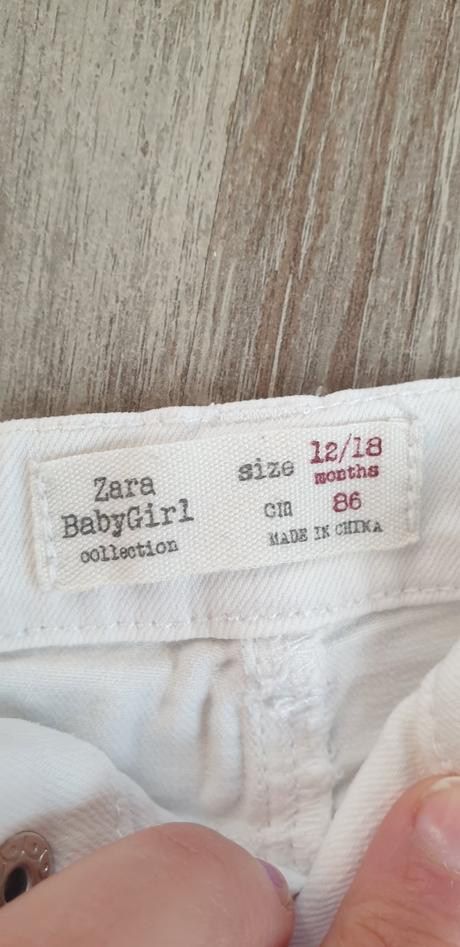 Zara
BabyGirl
collection
size 12/18
months
cm 86
MADE IN CHINA